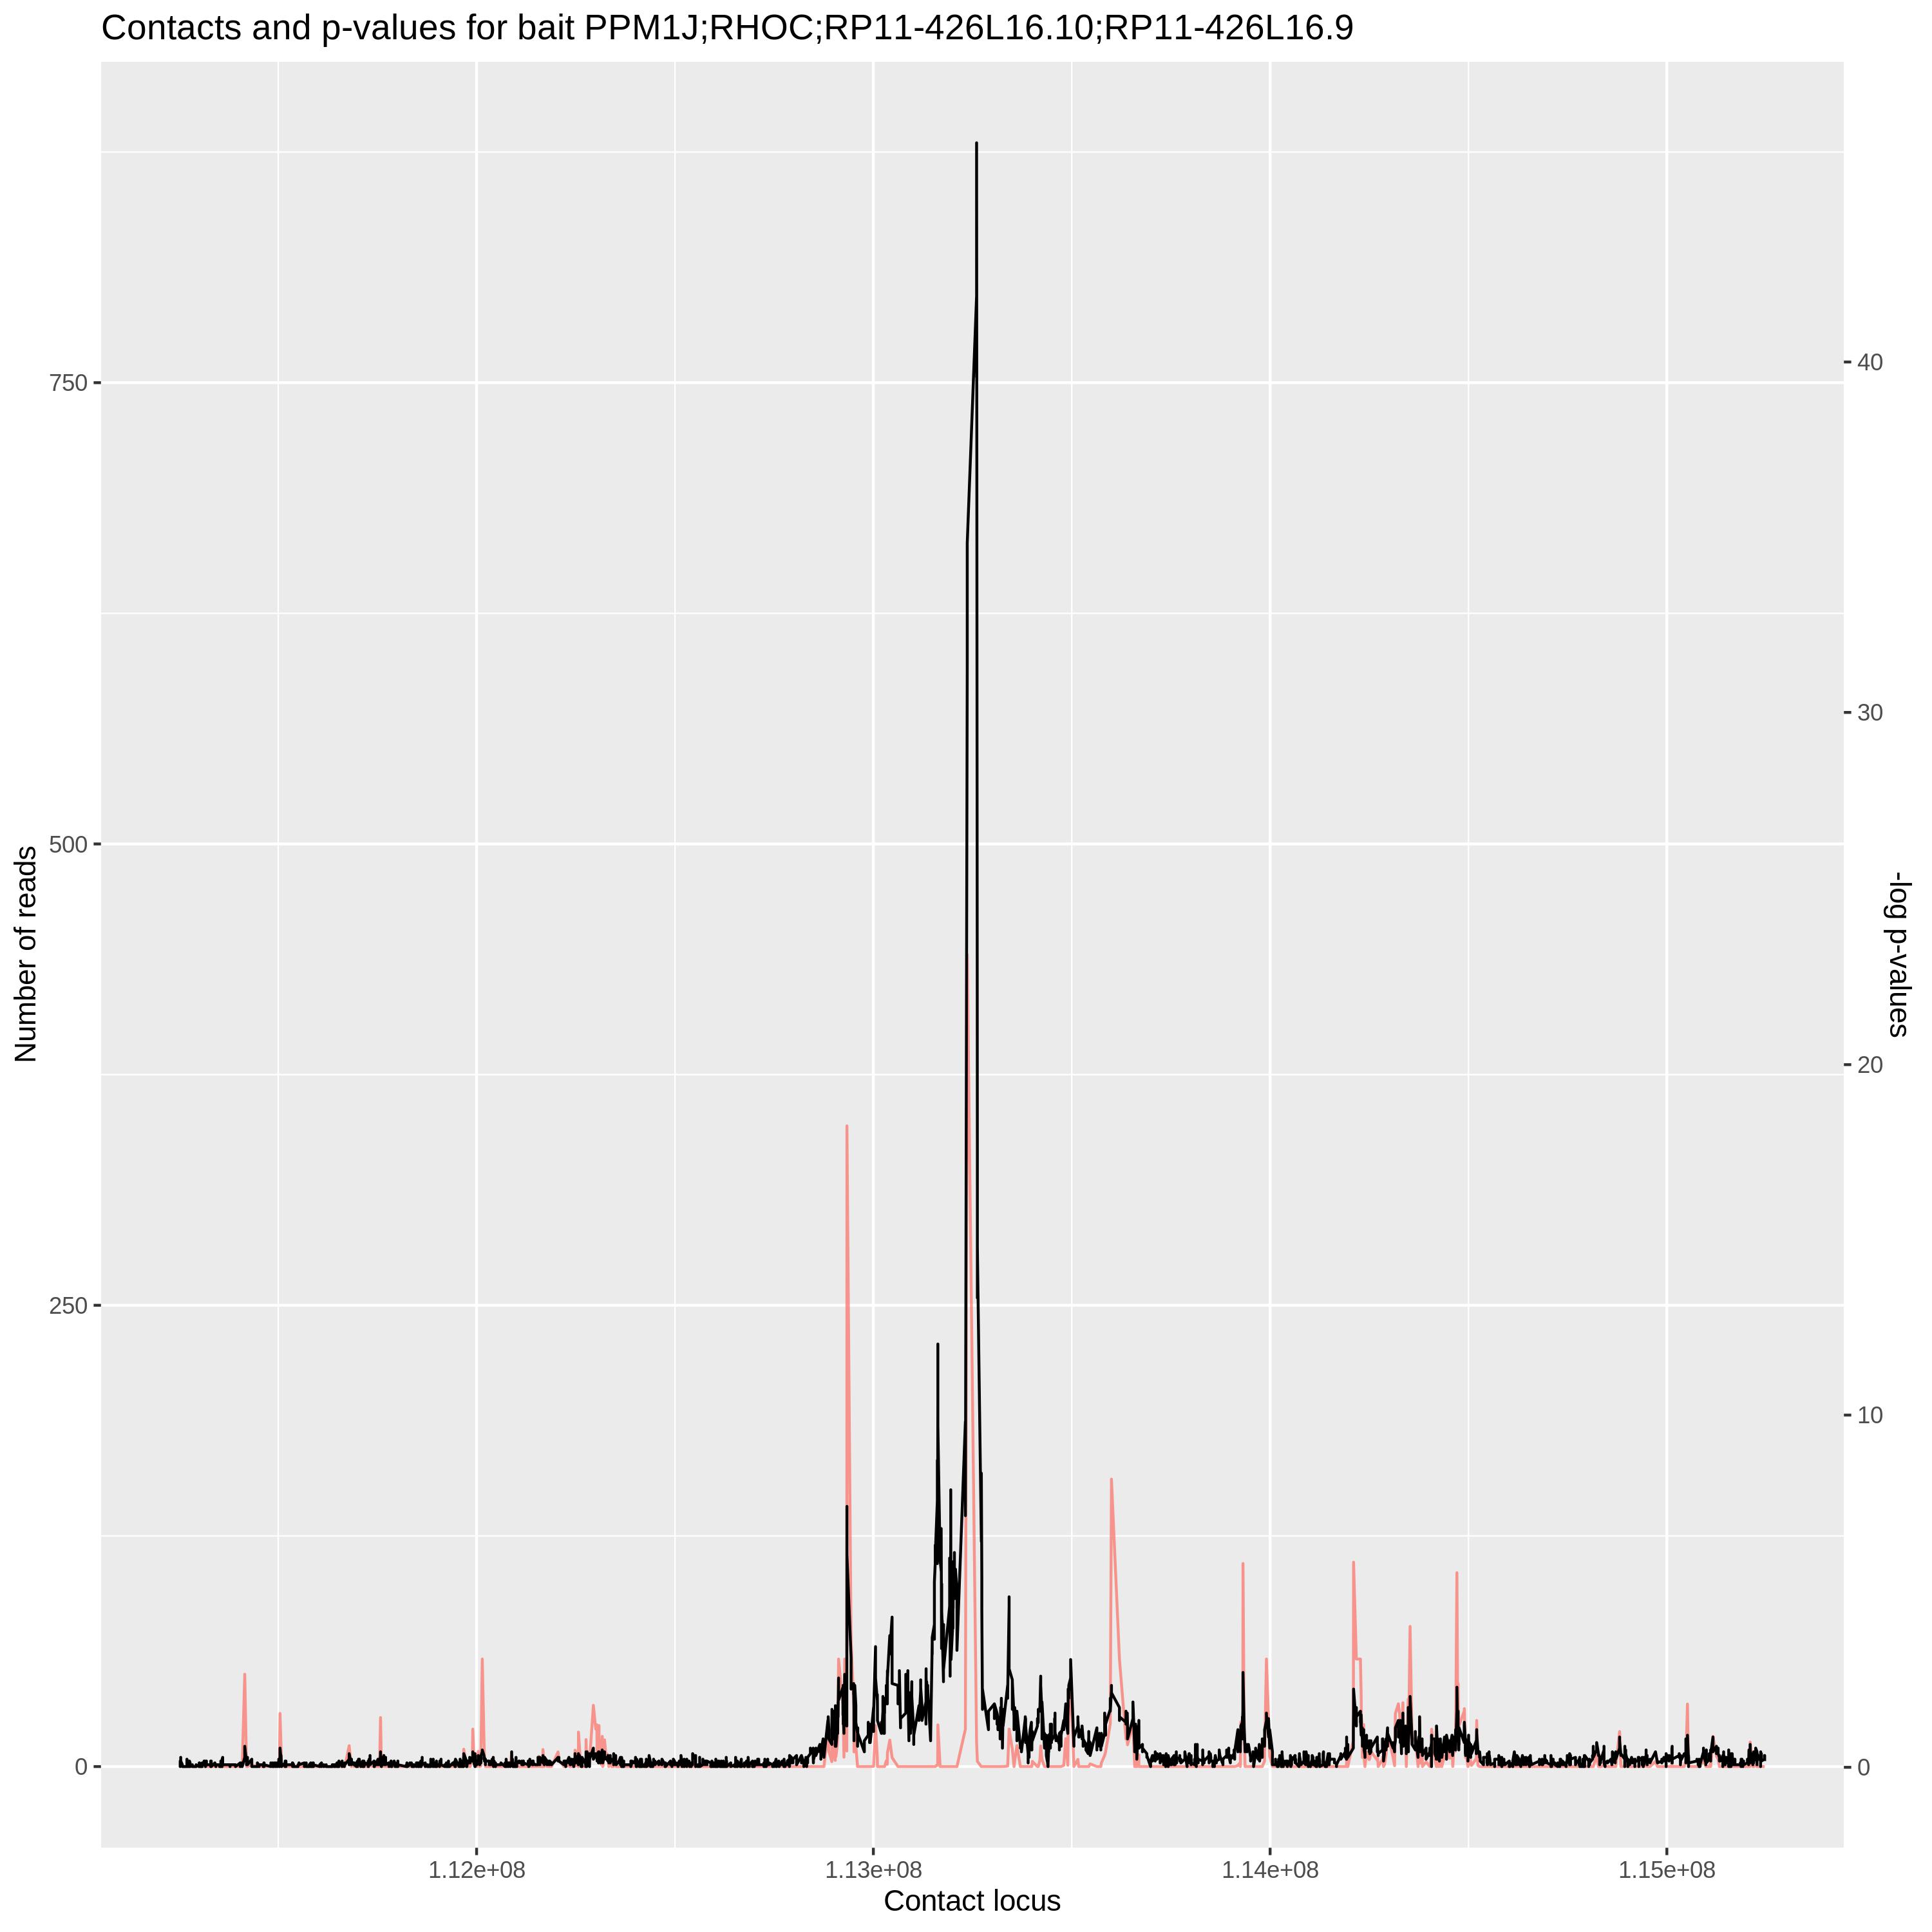 Contacts and p-values for bait PPM1J;RHOC;RP11-426L16.10;RP11-426L16.9
Number of reads
750
500
250
0
40
30
20
10
0
-log p-values
1.12e+08
1.13e+08
1.14e+08
1.15e+08
Contact locus